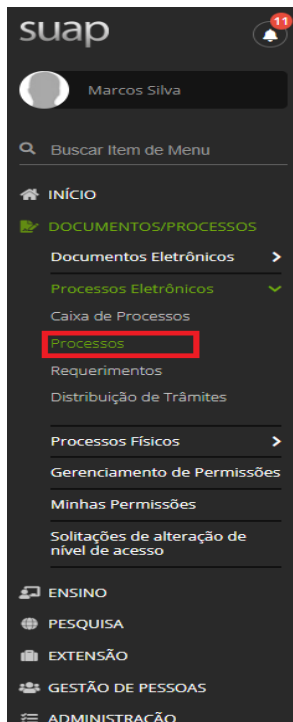 suap
11
Marcos Silva
Buscar Item de Menu
INÍCIO
DOCUMENTOS/PROCESSOS
Documentos Eletrônicos
Processos Eletrônicos
Caixa de Processos
Processos
Requerimentos
Distribuição de Trâmites
Processos Físicos
Gerenciamento de Permissões
Minhas Permissões
Solitações de alteração de
nível de acesso
ENSINO
PESQUISA
EXTENSÃO
GESTÃO DE PESSOAS
ADMINISTRAÇÃO